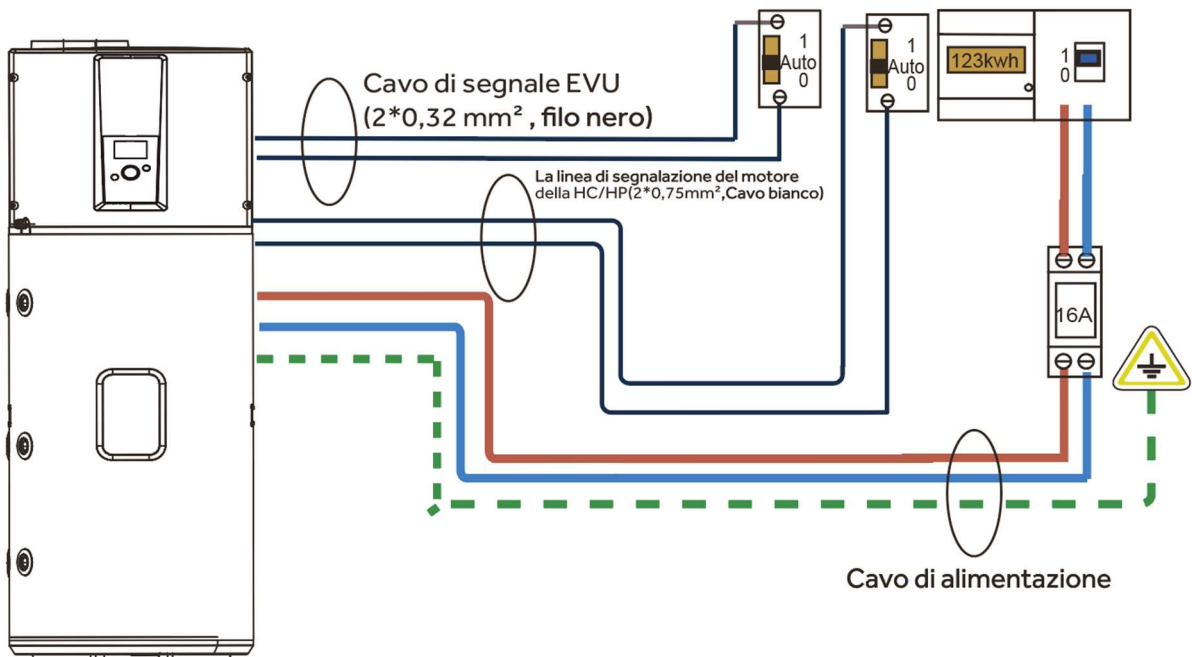 1
Auto
0
1
Auto
0
123kwh
1
0
Cavo di segnale EVU
(2*0,32 mm², filo nero)
La linea di segnalazione del motore
della HC/HP(2*0,75mm²,Cavo bianco)
16A
Cavo di alimentazione